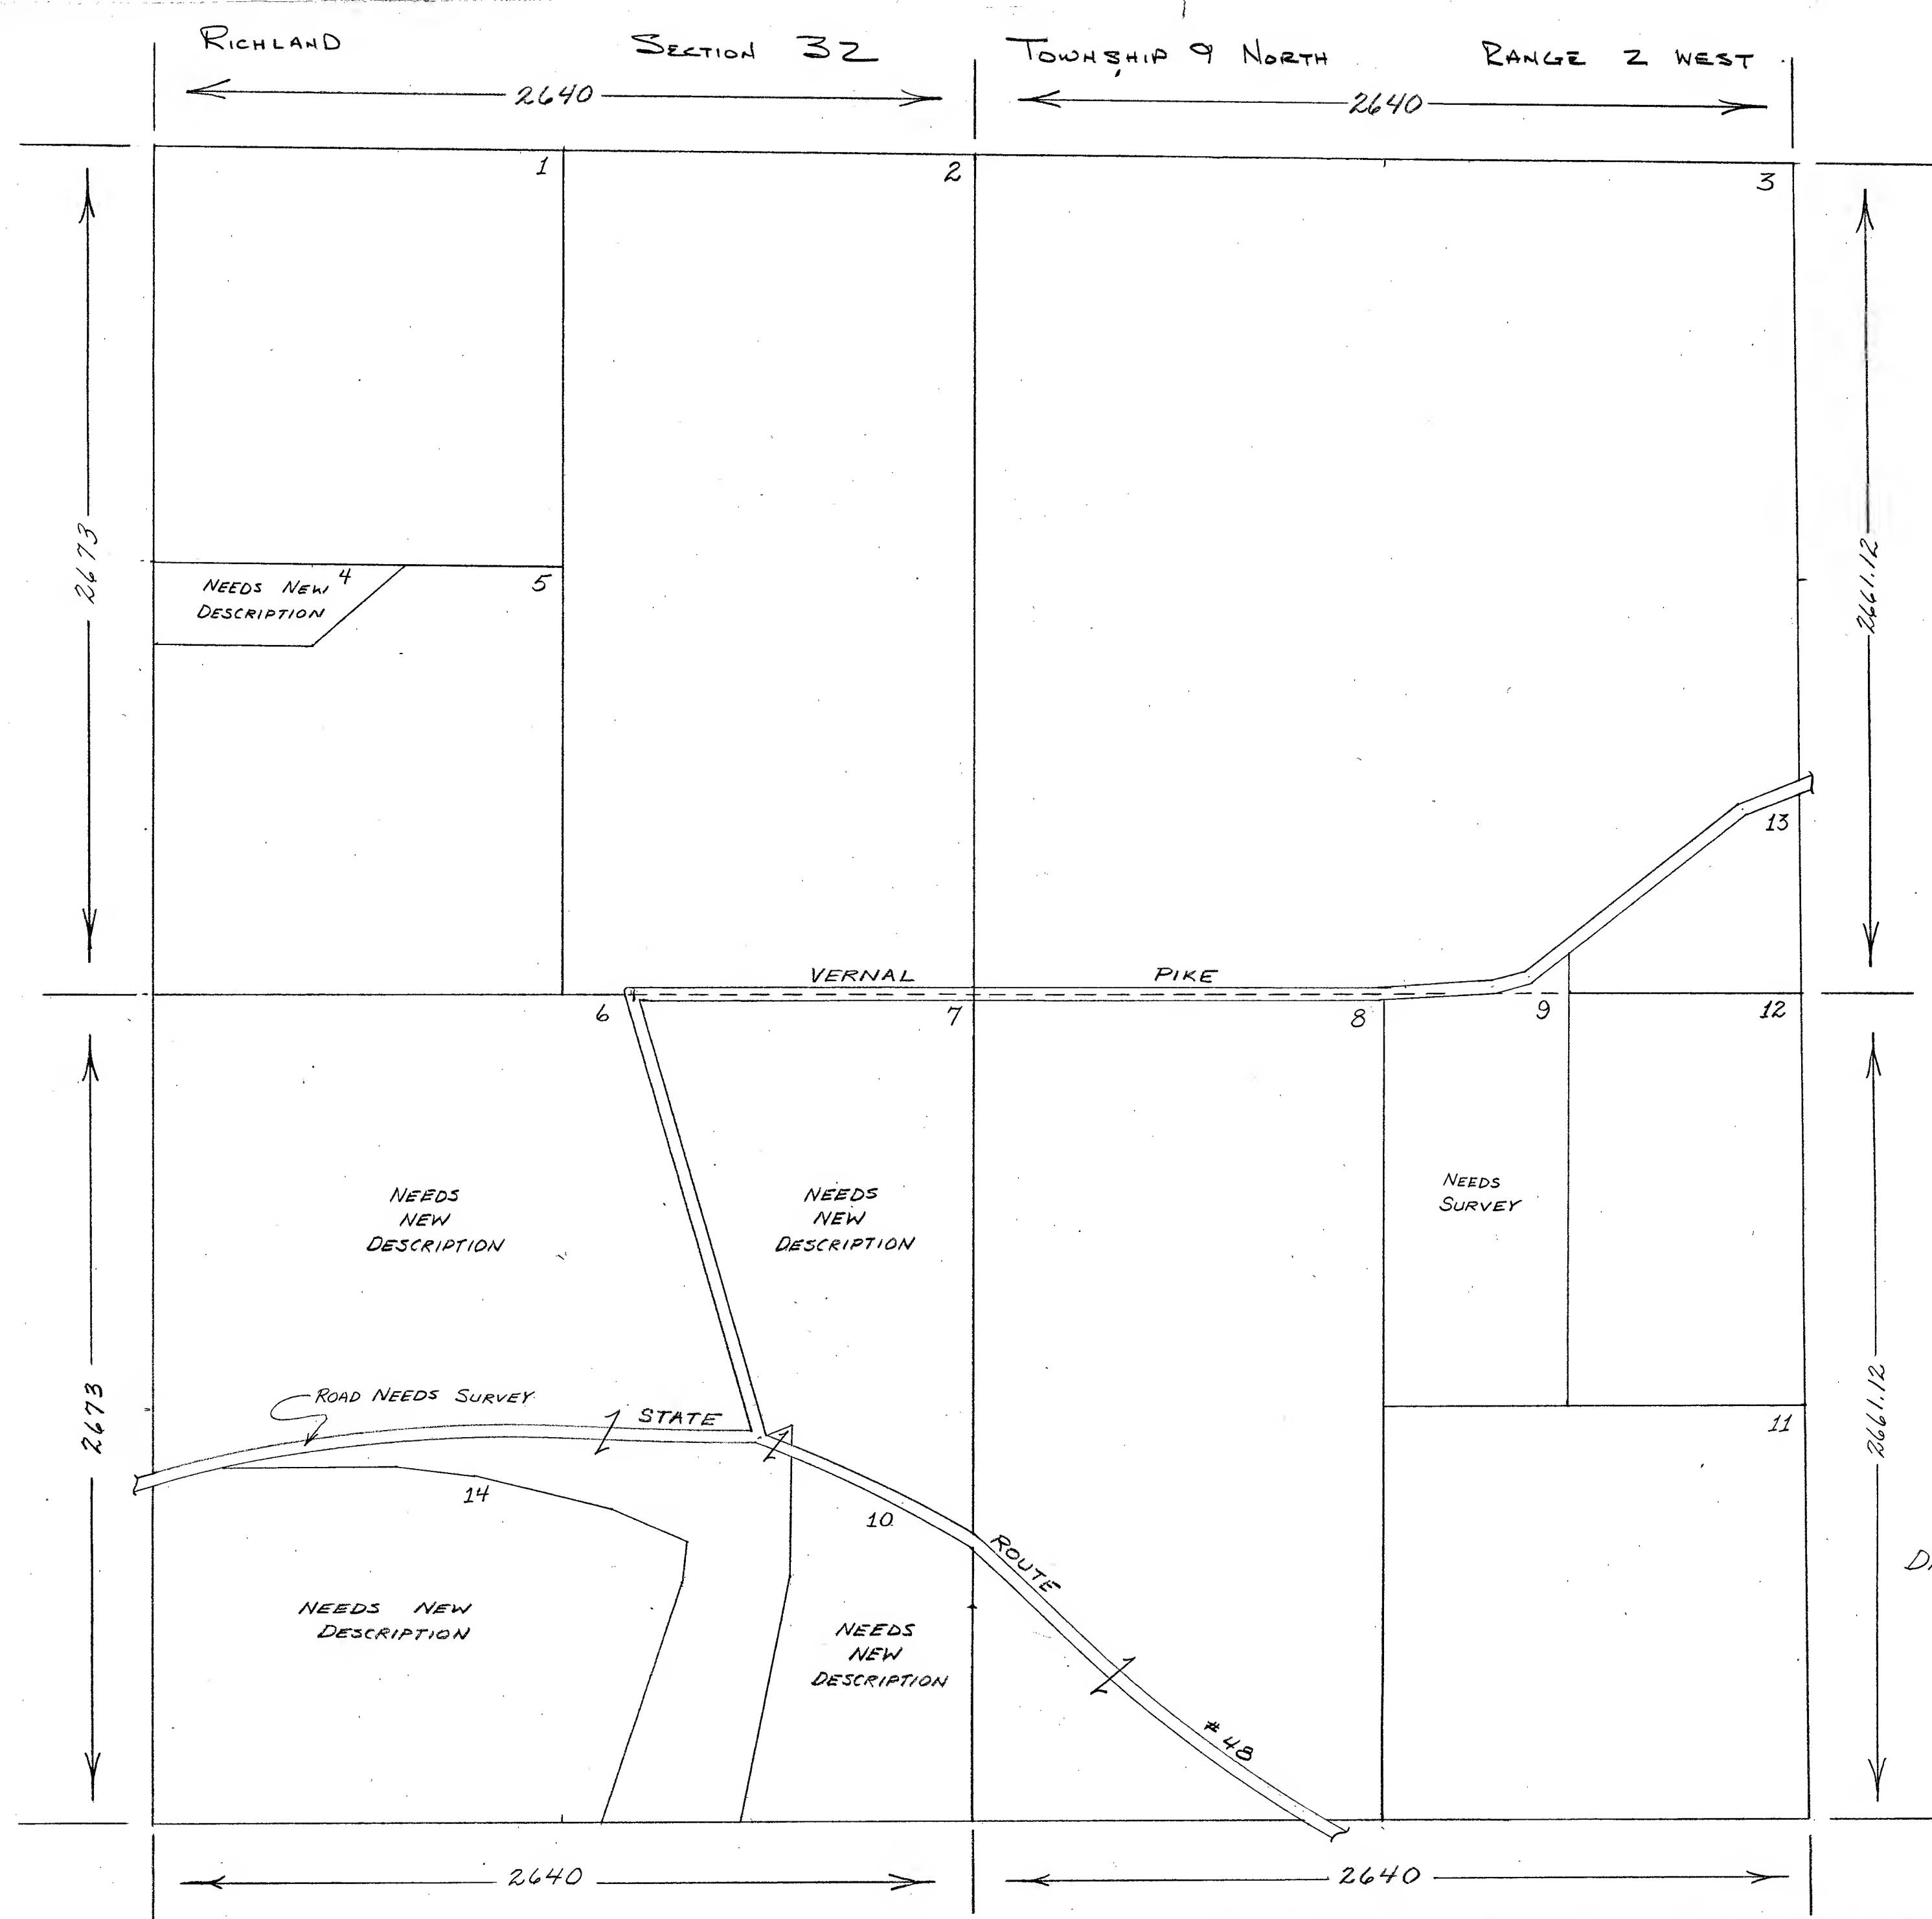 RICHLAND SECTION 32 TOWNSHIP 9 NORTH RANGE 2 WEST
2640 2640
1 2 3
2673
2661.12
4 5
NEEDS NEW
DESCRIPTION
13
VERNAL PIKE
6 7 8 9 12
NEEDS
NEW
DESCRIPTION
NEEDS
NEW
DESCRIPTION
NEEDS
SURVEY
2673
2661.12
ROAD NEEDS SURVEY
STATE
11
14
10
ROUTE
#48
NEEDS NEW
DESCRIPTION
NEEDS
NEW
DESCRIPTION
2640 2640